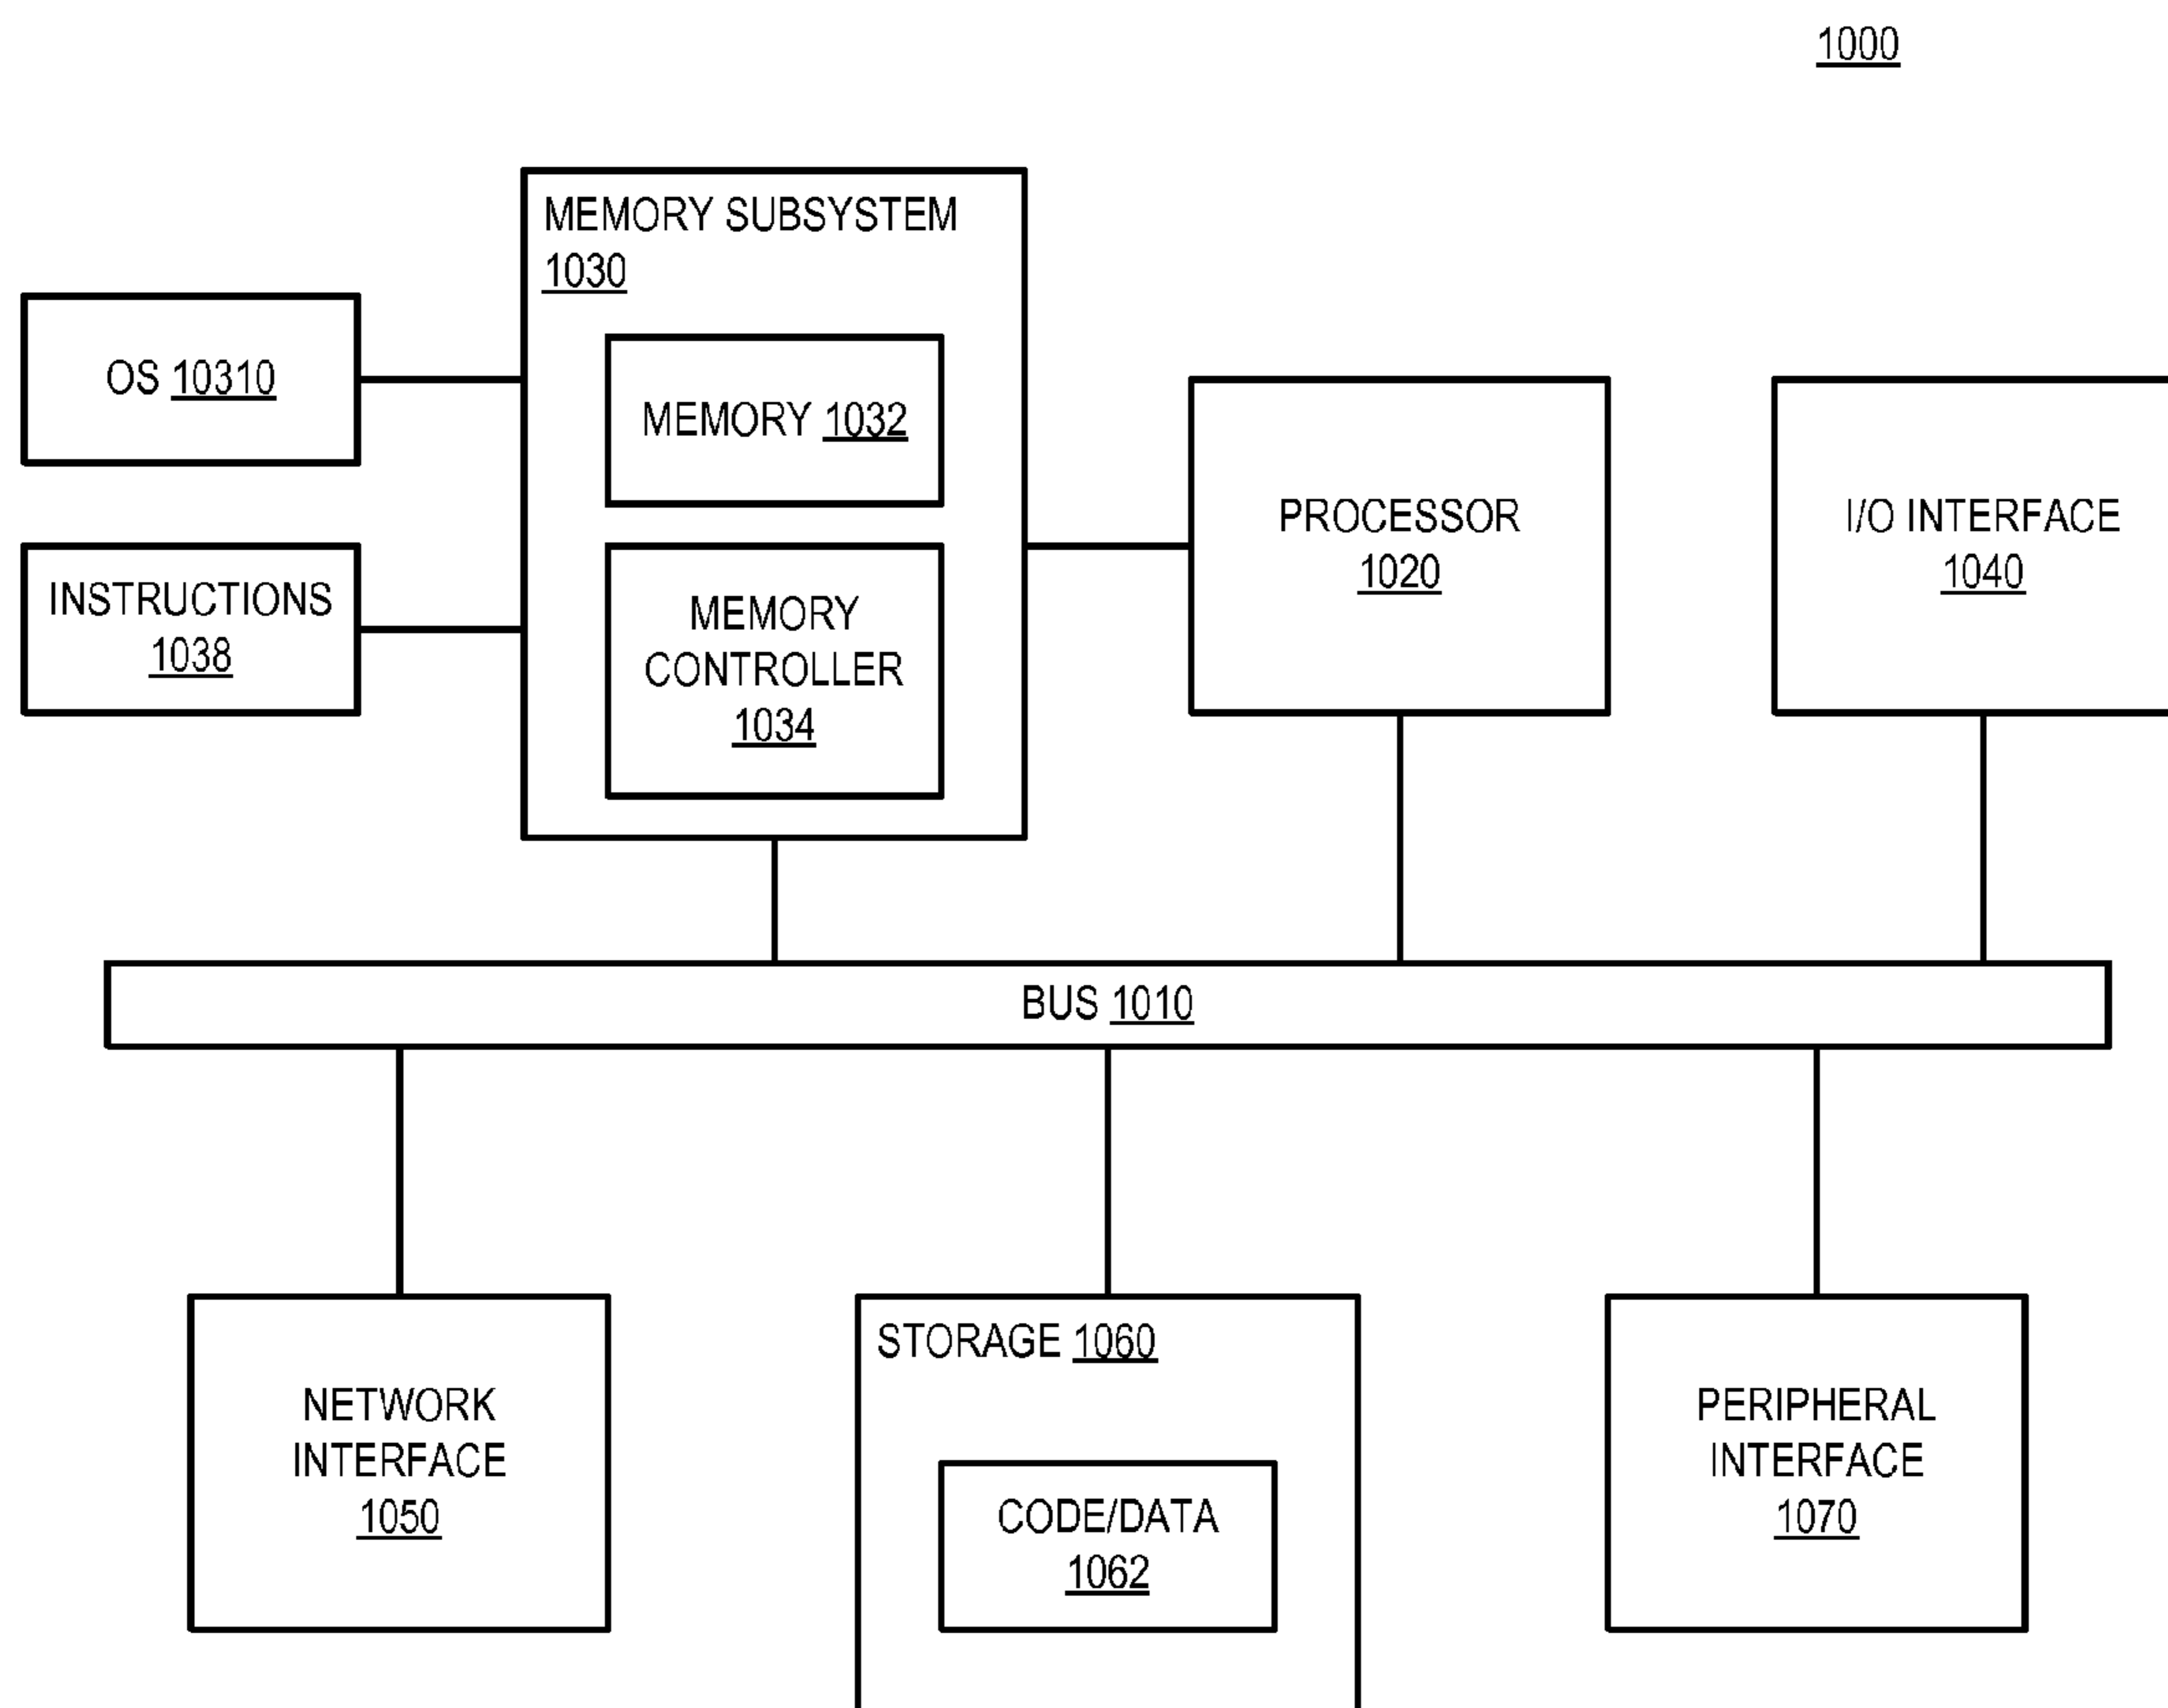 1000
MEMORY SUBSYSTEM
1030
OS 10310
MEMORY 1032
PROCESSOR
1020
I/O INTERFACE
1040
INSTRUCTIONS
1038
MEMORY
CONTROLLER
1034
BUS 1010
NETWORK
INTERFACE
1050
STORAGE 1060
CODE/DATA
1062
PERIPHERAL
INTERFACE
1070